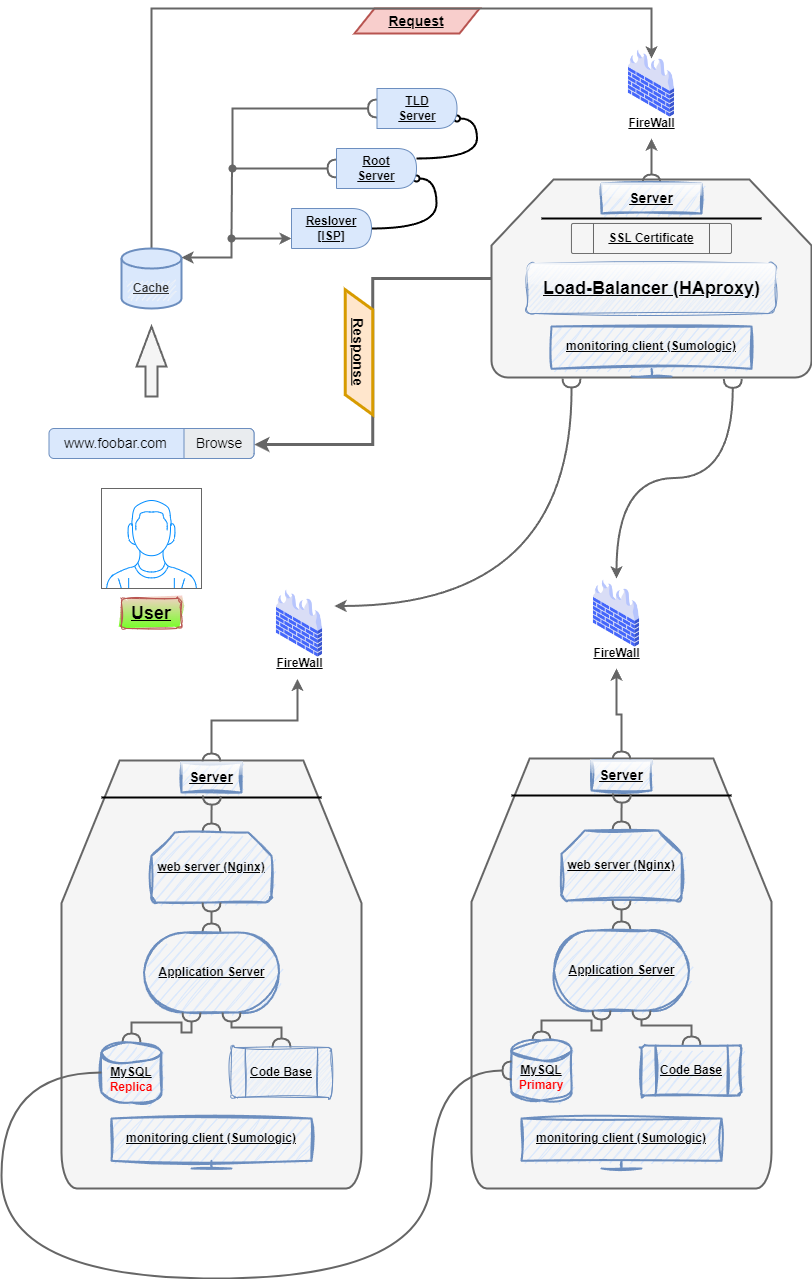 Request
FireWall
TLD
Server
Root
Server
Reslover
[ISP]
Cache
Server
SSL Certificate
Load-Balancer (HAproxy)
monitoring client (Sumologic)
Response
www.foobar.com
Browse
User
FireWall
FireWall
Server
web server (Nginx)
Application Server
MySQL
Replica
Code Base
monitoring client (Sumologic)
Server
web server (Nginx)
Application Server
MySQL
Primary
Code Base
monitoring client (Sumologic)